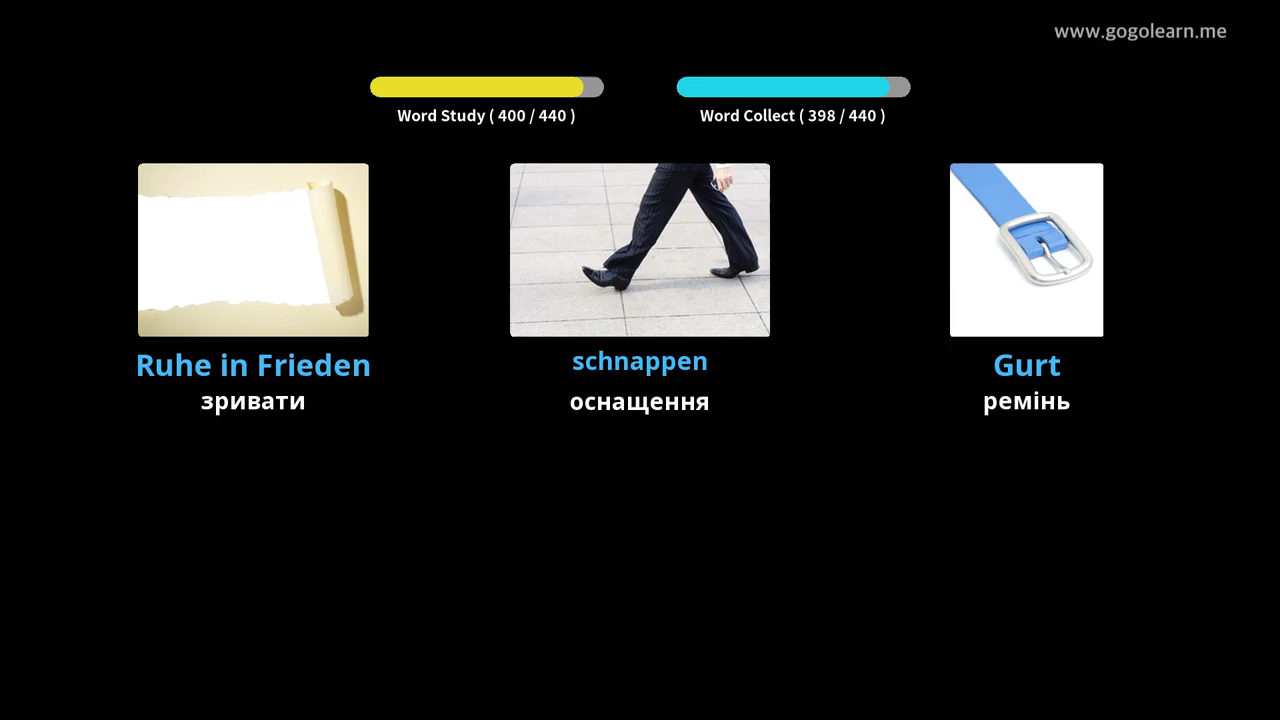 www.gogolearn.me
Word Study ( 400 / 440 )
Word Collect ( 398 / 440 )
Ruhe in Frieden
зривати
schnappen
оснащення
Gurt
ремінь